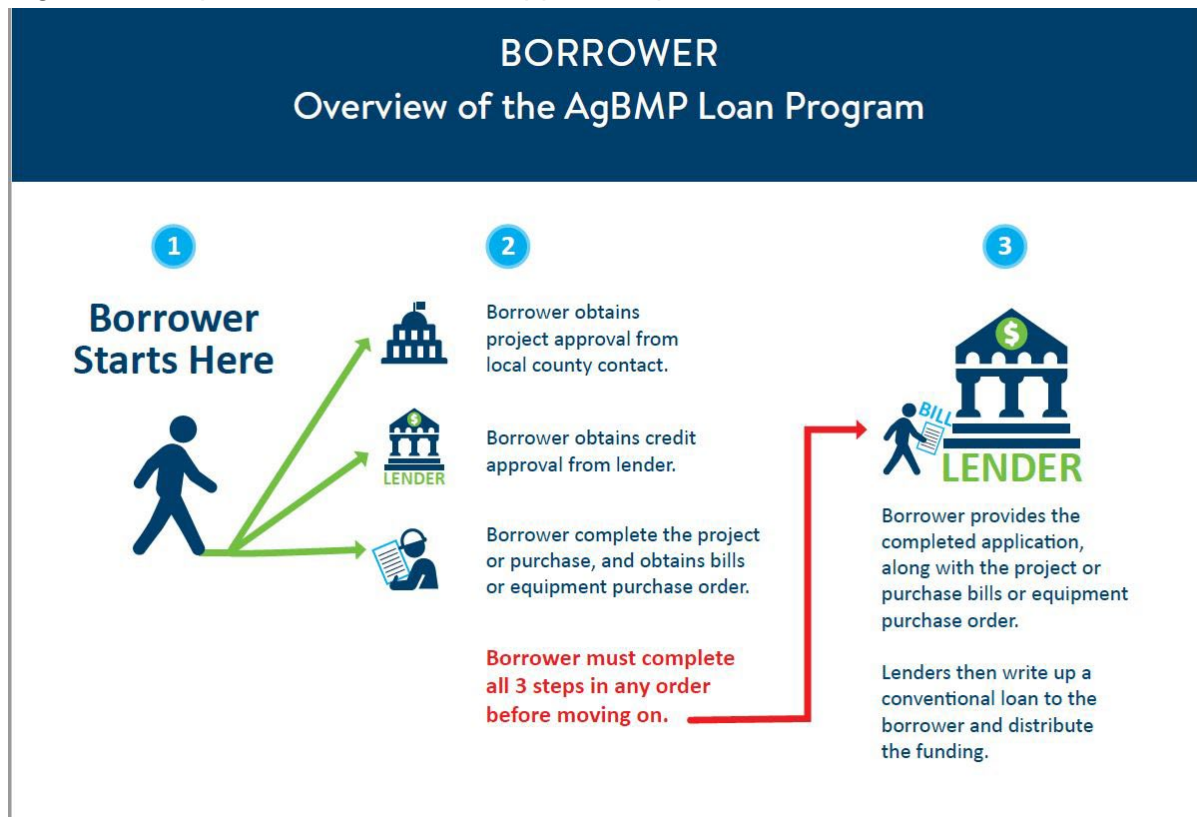 BORROWER
Overview of the AgBMP Loan Program
1
Borrower
Starts Here
2
Borrower obtains
project approval from
local county contact.
LENDER
Borrower obtains credit
approval from lender.
Borrower complete the project
or purchase, and obtains bills
or equipment purchase order.
Borrower must complete
all 3 steps in any order
before moving on.
3
$
BILL
LENDER
Borrower provides the
completed application,
along with the project or
purchase bills or equipment
purchase order.
Lenders then write up a
conventional loan to the
borrower and distribute
the funding.